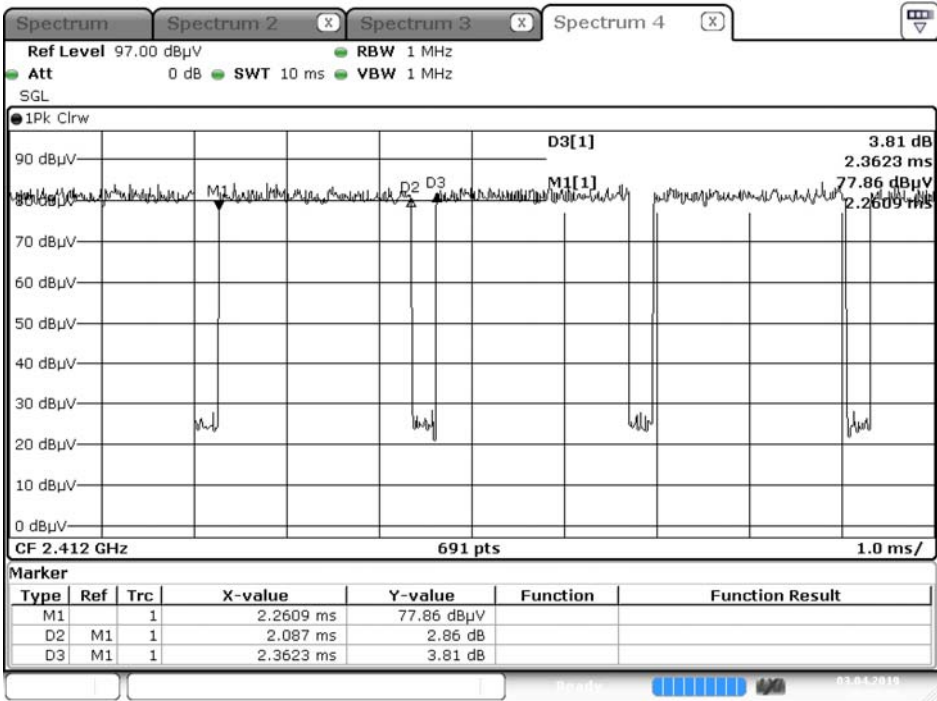 Spectrum Spectrum 2 X Spectrum 3 X Spectrum 4 X
Ref Level 97.00 dBµV RBW 1 MHz
Att 0 dB SWT 10 ms VBW 1 MHz
SGL
1Pk Clrw
D3[1] 3.81 dB
2.3623 ms
M1[1] 77.86 dBµV
2.2609 ms
90 dBµV
80 dBµV
M1 D2 D3
70 dBµV
60 dBµV
50 dBµV
40 dBµV
30 dBµV
20 dBµV
10 dBµV
0 dBµV
CF 2.412 GHz 691 pts 1.0 ms/
Marker
Type Ref Trc X-value Y-value Function Function Result
M1 1 2.2609 ms 77.86 dBµV
D2 M1 1 2.087 ms 2.86 dB
D3 M1 1 2.3623 ms 3.81 dB
Ready 03.04.2019